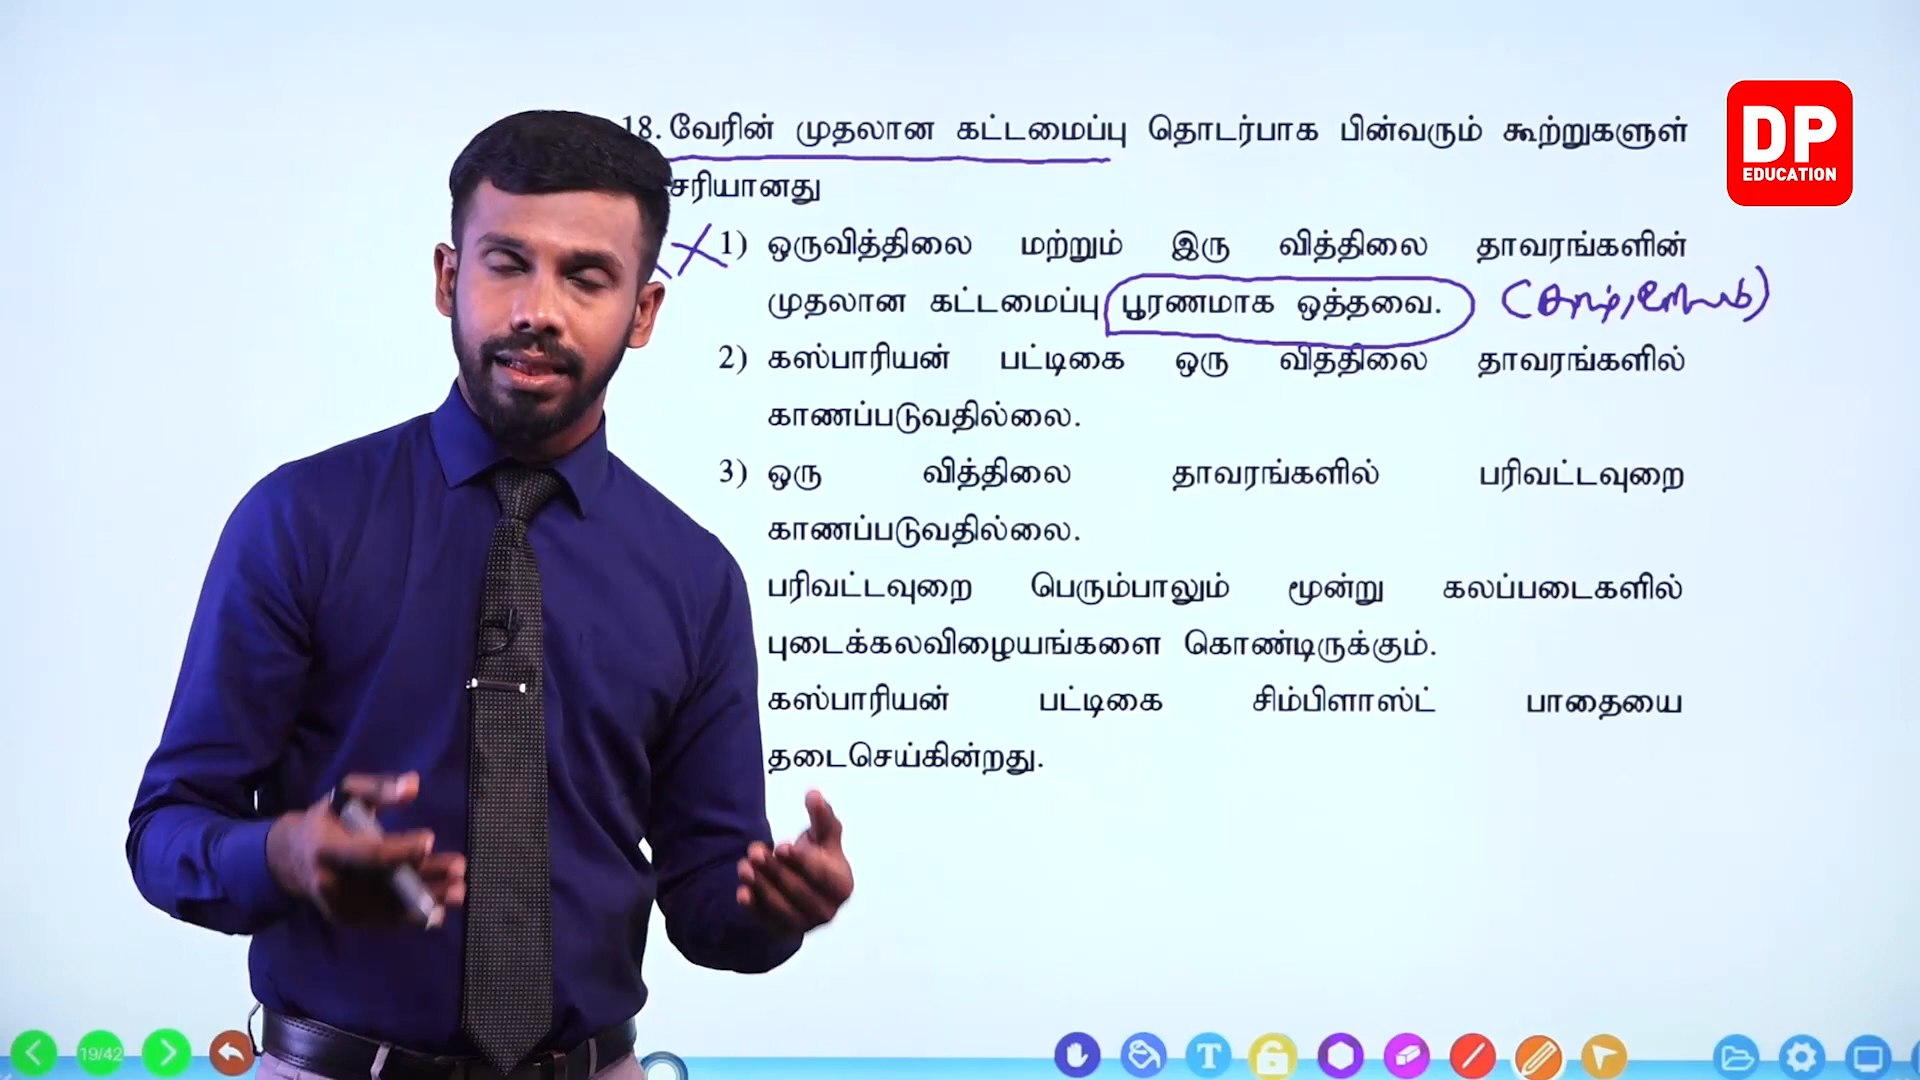 DP
EDUCATION
18. வேரின் முதலான கட்டமைப்பு தொடர்பாக பின்வரும் கூற்றுகளுள்
சரியானது
1) ஒருவித்திலை மற்றும் இரு வித்திலை தாவரங்களின்
முதலான கட்டமைப்பு பூரணமாக ஒத்தவை.
2) கஸ்பாரியன் பட்டிகை ஒரு வித்திலை தாவரங்களில்
காணப்படுவதில்லை.
3) ஒரு வித்திலை தாவரங்களில் பரிவட்டவுறை
காணப்படுவதில்லை.
பரிவட்டவுறை பெரும்பாலும் மூன்று கலப்படைகளில்
புடைக்கலவிழையங்களை கொண்டிருக்கும்.
கஸ்பாரியன் பட்டிகை சிம்பிளாஸ்ட் பாதையை
தடைசெய்கின்றது.
19/42
T